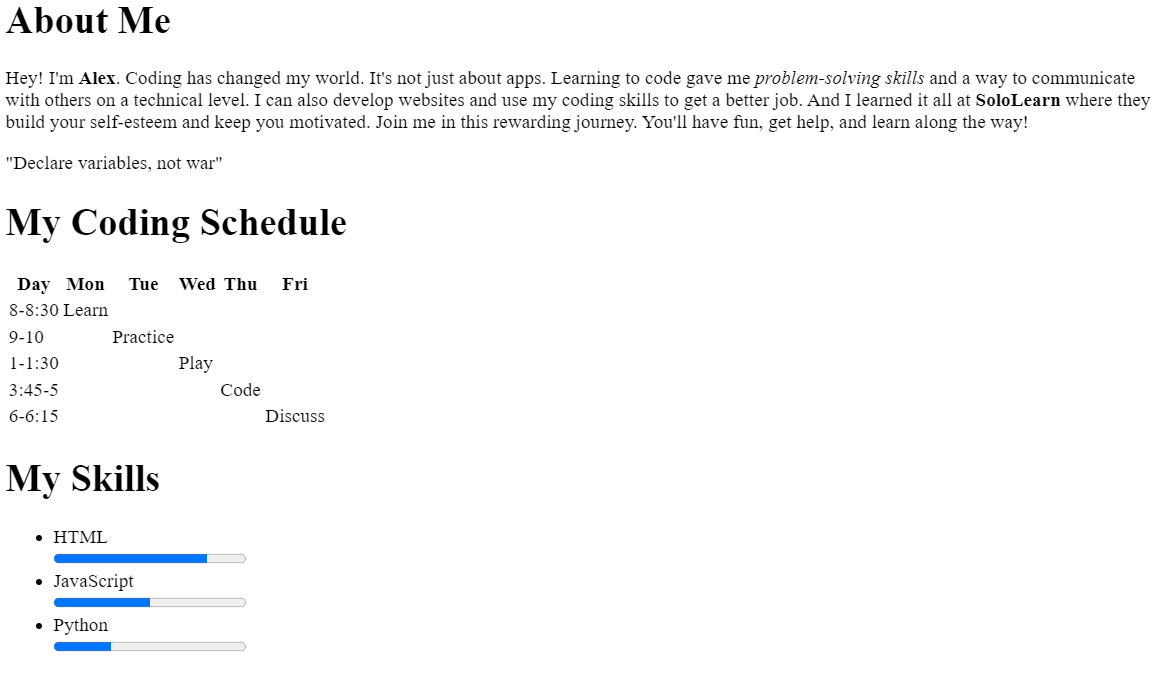 About Me
Hey! I'm Alex. Coding has changed my world. It's not just about apps. Learning to code gave me problem-solving skills and a way to communicate
with others on a technical level. I can also develop websites and use my coding skills to get a better job. And I learned it all at SoloLearn where they
build your self-esteem and keep you motivated. Join me in this rewarding journey. You'll have fun, get help, and learn along the way!
"Declare variables, not war"
My Coding Schedule
Day Mon Tue Wed Thu Fri
8-8:30 Learn
9-10 Practice
1-1:30 Play
3:45-5 Code
6-6:15 Discuss
My Skills
HTML
JavaScript
Python